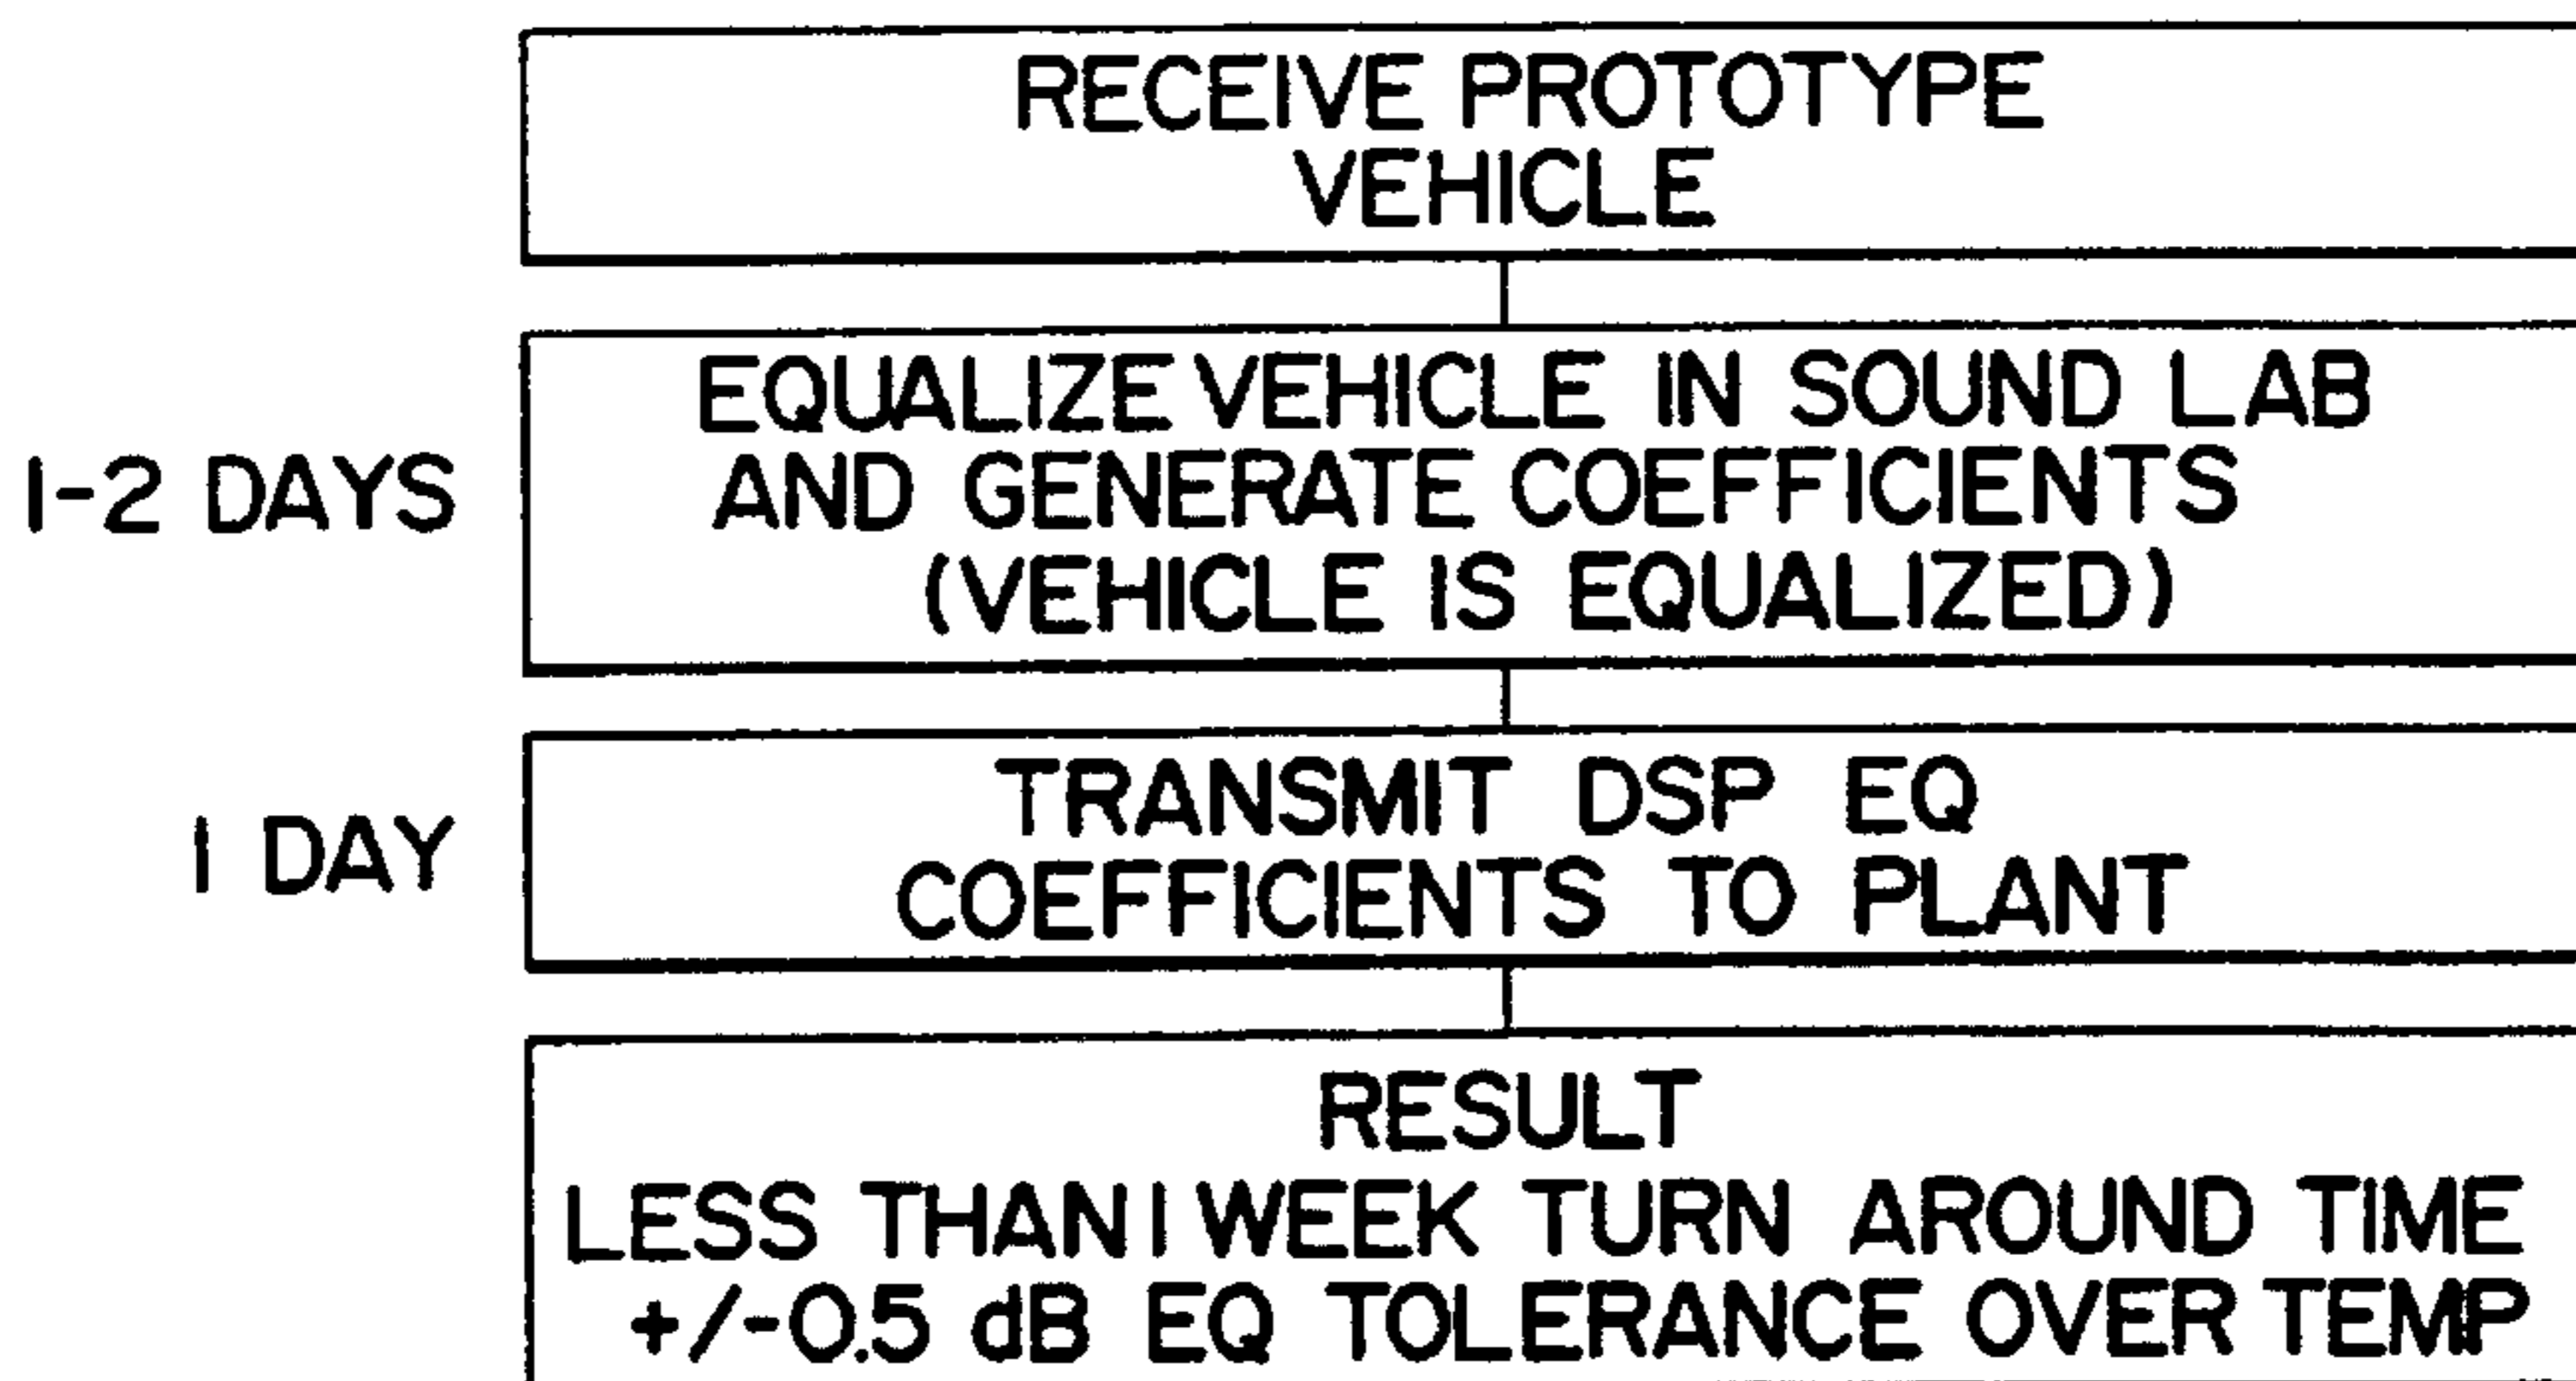 RECEIVE PROTOTYPE
VEHICLE
1-2 DAYS
EQUALIZE VEHICLE IN SOUND LAB
AND GENERATE COEFFICIENTS
(VEHICLE IS EQUALIZED)
1 DAY
TRANSMIT DSP EQ
COEFFICIENTS TO PLANT
RESULT
LESS THAN 1 WEEK TURN AROUND TIME
+/-0.5 dB EQ TOLERANCE OVER TEMP